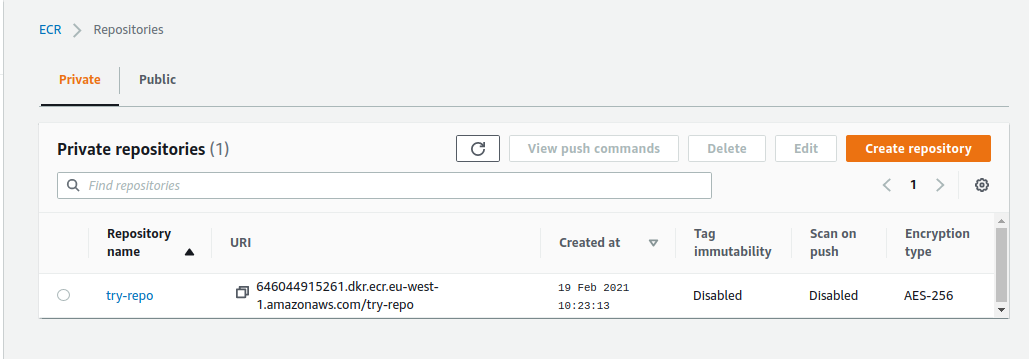 ECR Repositories
Private Public
Private repositories (1) View push commands Delete Edit Create repository
Find repositories 1
Repository name URI Created at Tag immutability Scan on push Encryption type
try-repo 646044915261.dkr.ecr.eu-west-
1.amazonaws.com/try-repo 19 Feb 2021
10:23:13 Disabled Disabled AES-256